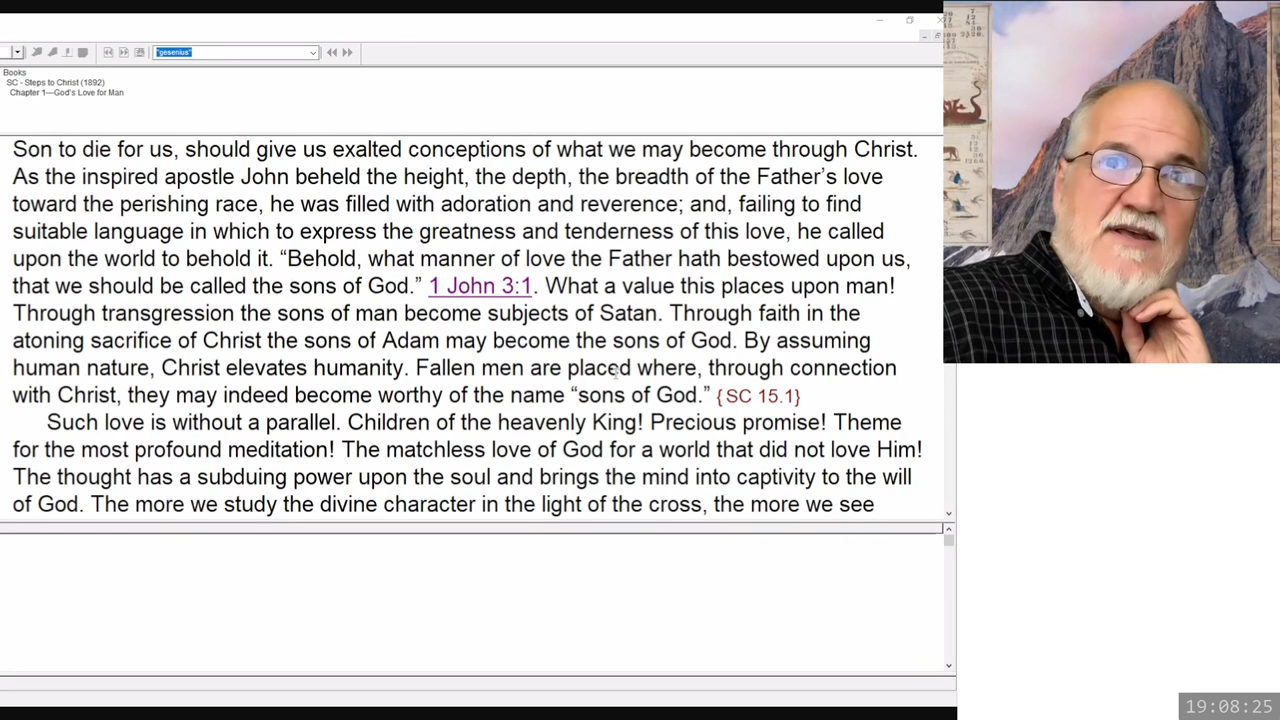 "gesenius"
Books
SC - Steps to Christ (1892)
Chapter 1—God's Love for Man
Son to die for us, should give us exalted conceptions of what we may become through Christ.
As the inspired apostle John beheld the height, the depth, the breadth of the Father’s love
toward the perishing race, he was filled with adoration and reverence; and, failing to find
suitable language in which to express the greatness and tenderness of this love, he called
upon the world to behold it. “Behold, what manner of love the Father hath bestowed upon us,
that we should be called the sons of God.” 1 John 3:1. What a value this places upon man!
Through transgression the sons of man become subjects of Satan. Through faith in the
atoning sacrifice of Christ the sons of Adam may become the sons of God. By assuming
human nature, Christ elevates humanity. Fallen men are placed where, through connection
with Christ, they may indeed become worthy of the name “sons of God.” {SC 15.1}
Such love is without a parallel. Children of the heavenly King! Precious promise! Theme
for the most profound meditation! The matchless love of God for a world that did not love Him!
The thought has a subduing power upon the soul and brings the mind into captivity to the will
of God. The more we study the divine character in the light of the cross, the more we see
19:08:25